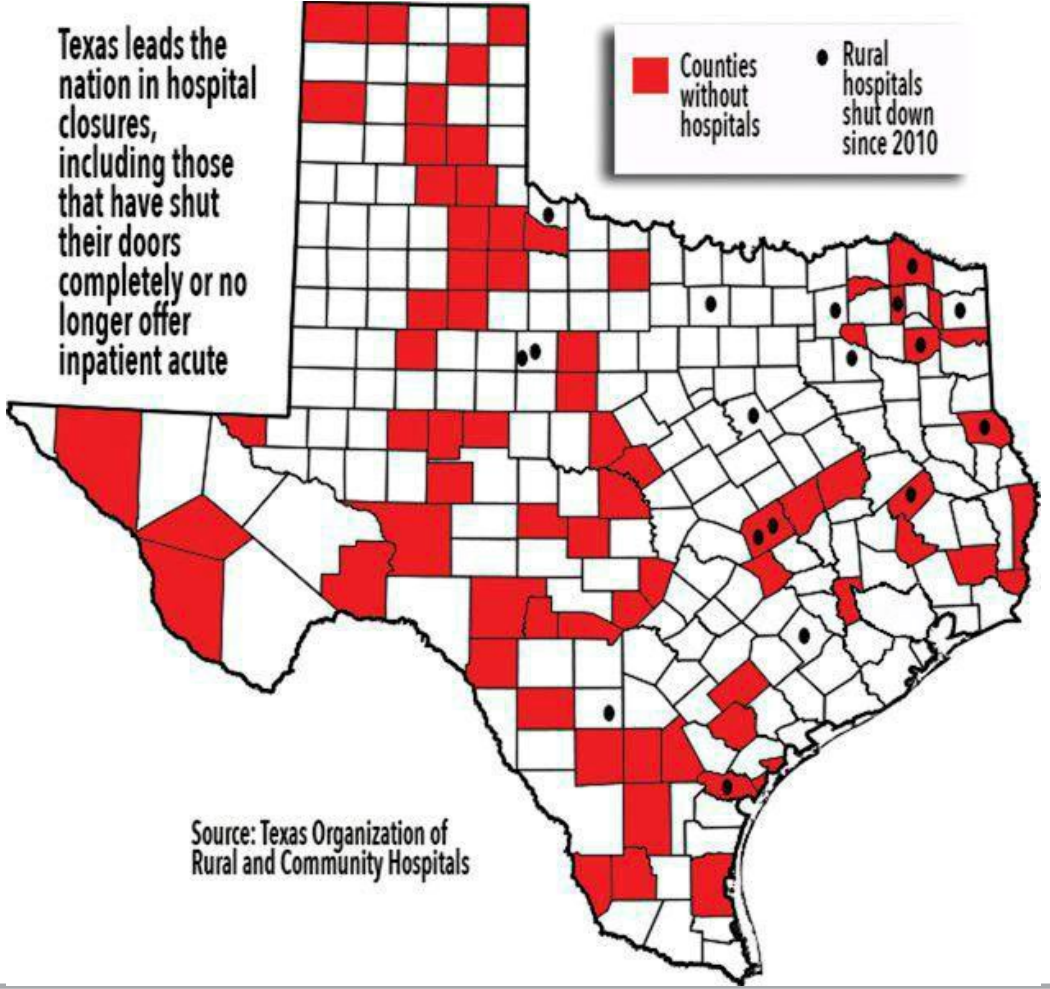 Texas leads the
nation in hospital
closures,
including those
that have shut
their doors
completely or no
longer offer
inpatient acute
Counties
without
hospitals
Rural
hospitals
shut down
since 2010
Source: Texas Organization of
Rural and Community Hospitals